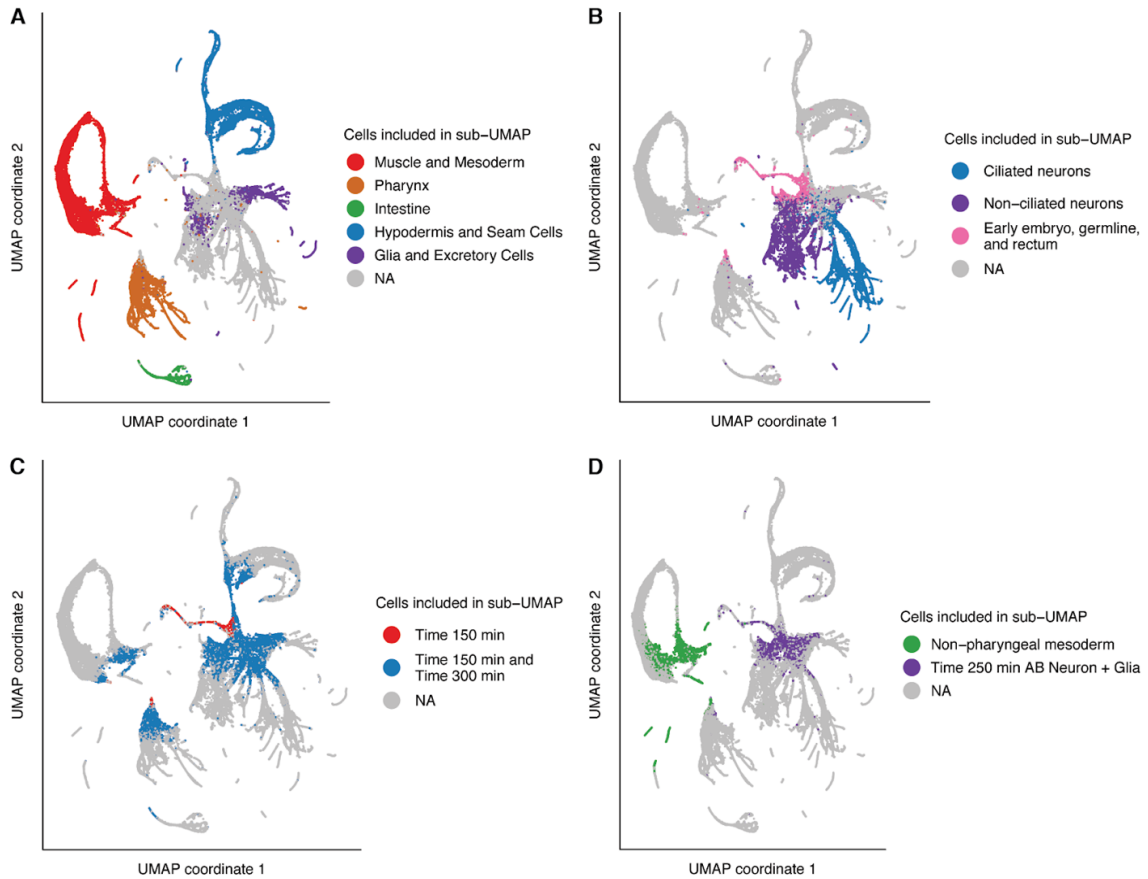 A
UMAP coordinate 2
UMAP coordinate 1
Cells included in sub−UMAP
Muscle and Mesoderm
Pharynx
Intestine
Hypodermis and Seam Cells
Glia and Excretory Cells
NA
B
UMAP coordinate 2
UMAP coordinate 1
Cells included in sub−UMAP
Ciliated neurons
Non−ciliated neurons
Early embryo, germline,
and rectum
NA
C
UMAP coordinate 2
UMAP coordinate 1
Cells included in sub−UMAP
Time 150 min
Time 150 min and
Time 300 min
NA
D
UMAP coordinate 2
UMAP coordinate 1
Cells included in sub−UMAP
Non−pharyngeal mesoderm
Time 250 min AB Neuron + Glia
NA